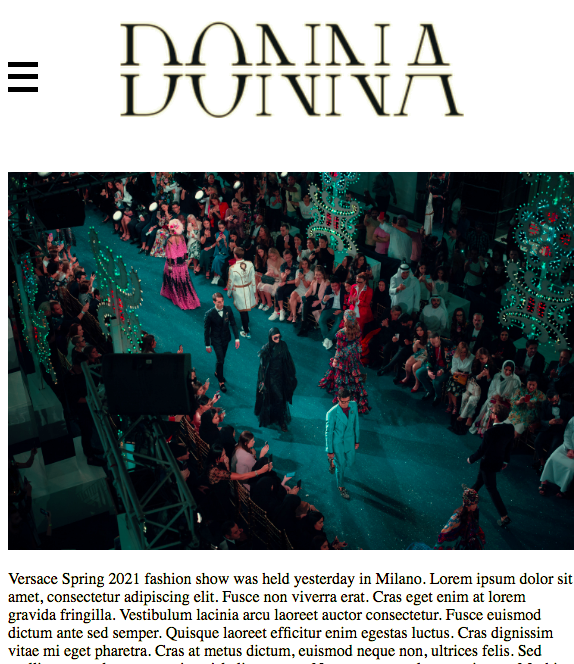 DONNA
Versace Spring 2021 fashion show was held yesterday in Milano. Lorem ipsum dolor sit
amet, consectetur adipiscing elit. Fusce non viverra erat. Cras eget enim at lorem
gravida fringilla. Vestibulum lacinia arcu laoreet auctor consectetur. Fusce euismod
dictum ante sed semper. Quisque laoreet efficitur enim egestas luctus. Cras dignissim
vitae mi eget pharetra. Cras at metus dictum, euismod neque non, ultrices felis. Sed